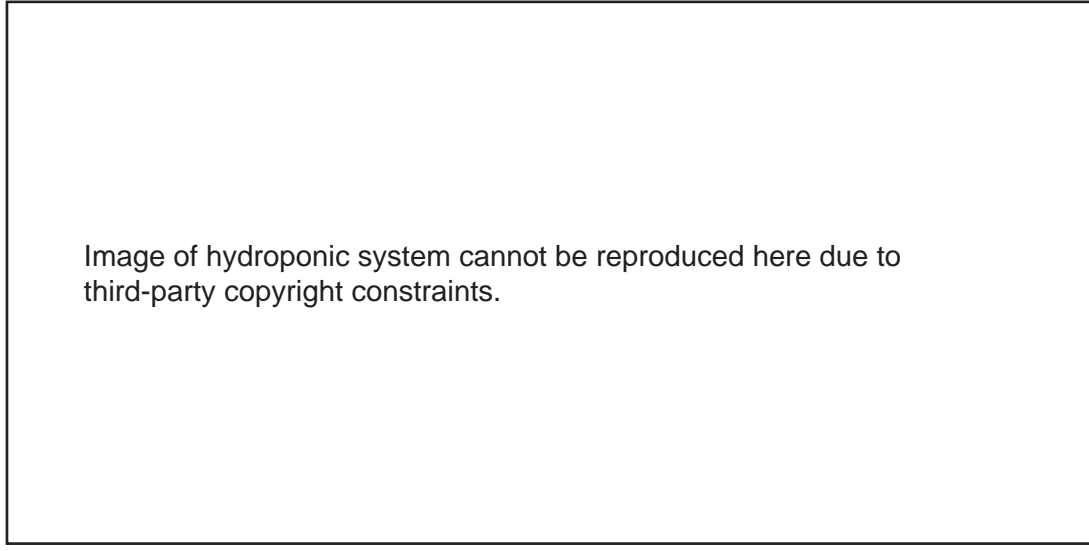 Image of hydroponic system cannot be reproduced here due to
third-party copyright constraints.